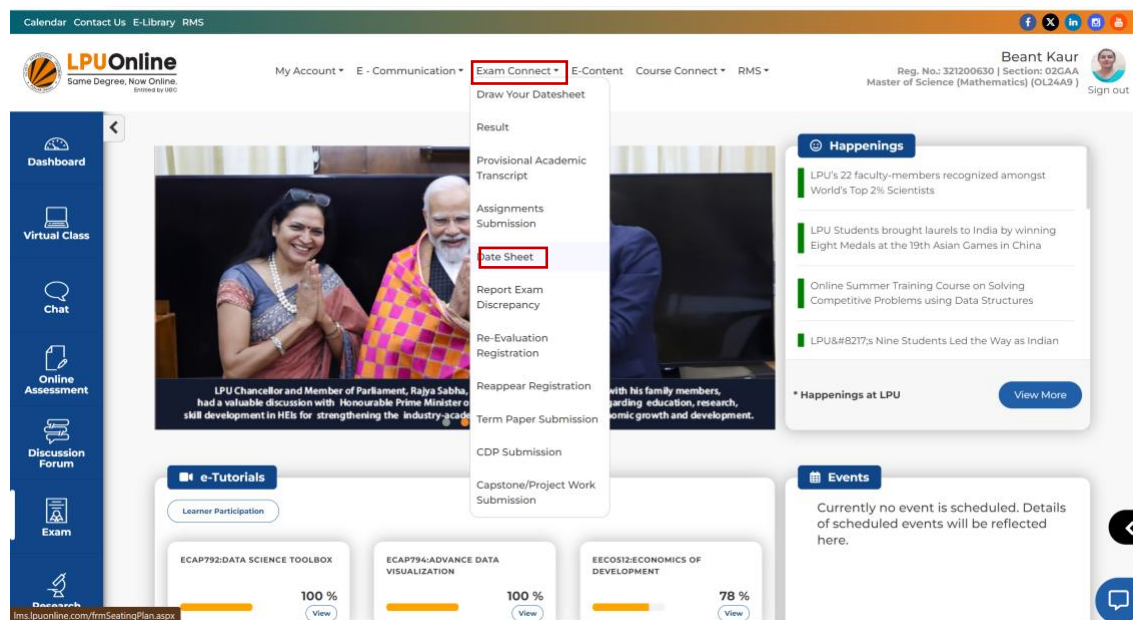 Calendar Contact Us E-Library RMS
LPUOnline
Same Degree, Now Online.
Entitled by UGC
My Account E - Communication Exam Connect E-Content Course Connect RMS
Beant Kaur
Reg. No.: 321200630 | Section: 02GAA
Master of Science (Mathematics) (OL24A9 )
Sign out
Dashboard
Virtual Class
Chat
Online
Assessment
Discussion
Forum
Exam
Research
Draw Your Datesheet
Result
Provisional Academic
Transcript
Assignments
Submission
Date Sheet
Report Exam
Discrepancy
Re-Evaluation
Registration
Reappear Registration
Term Paper Submission
CDP Submission
Capstone/Project Work
Submission
LPU Chancellor and Member of Parliament, Rajya Sabha, with his family members,
had a valuable discussion with Honourable Prime Minister o garding education, research,
skill development in HEIs for strengthening the industry-acade omic growth and development.
Happenings
LPU's 22 faculty-members recognized amongst
World's Top 2% Scientists
LPU Students brought laurels to India by winning
Eight Medals at the 19th Asian Games in China
Online Summer Training Course on Solving
Competitive Problems using Data Structures
LPU&#8217;s Nine Students Led the Way as Indian
* Happenings at LPU
View More
e-Tutorials
Learner Participation
ECAP792:DATA SCIENCE TOOLBOX
100 %
View
ECAP794:ADVANCE DATA
VISUALIZATION
100 %
View
EECO512:ECONOMICS OF
DEVELOPMENT
78 %
View
Events
Currently no event is scheduled. Details
of scheduled events will be reflected
here.
lms.lpuonline.com/frmSeatingPlan.aspx